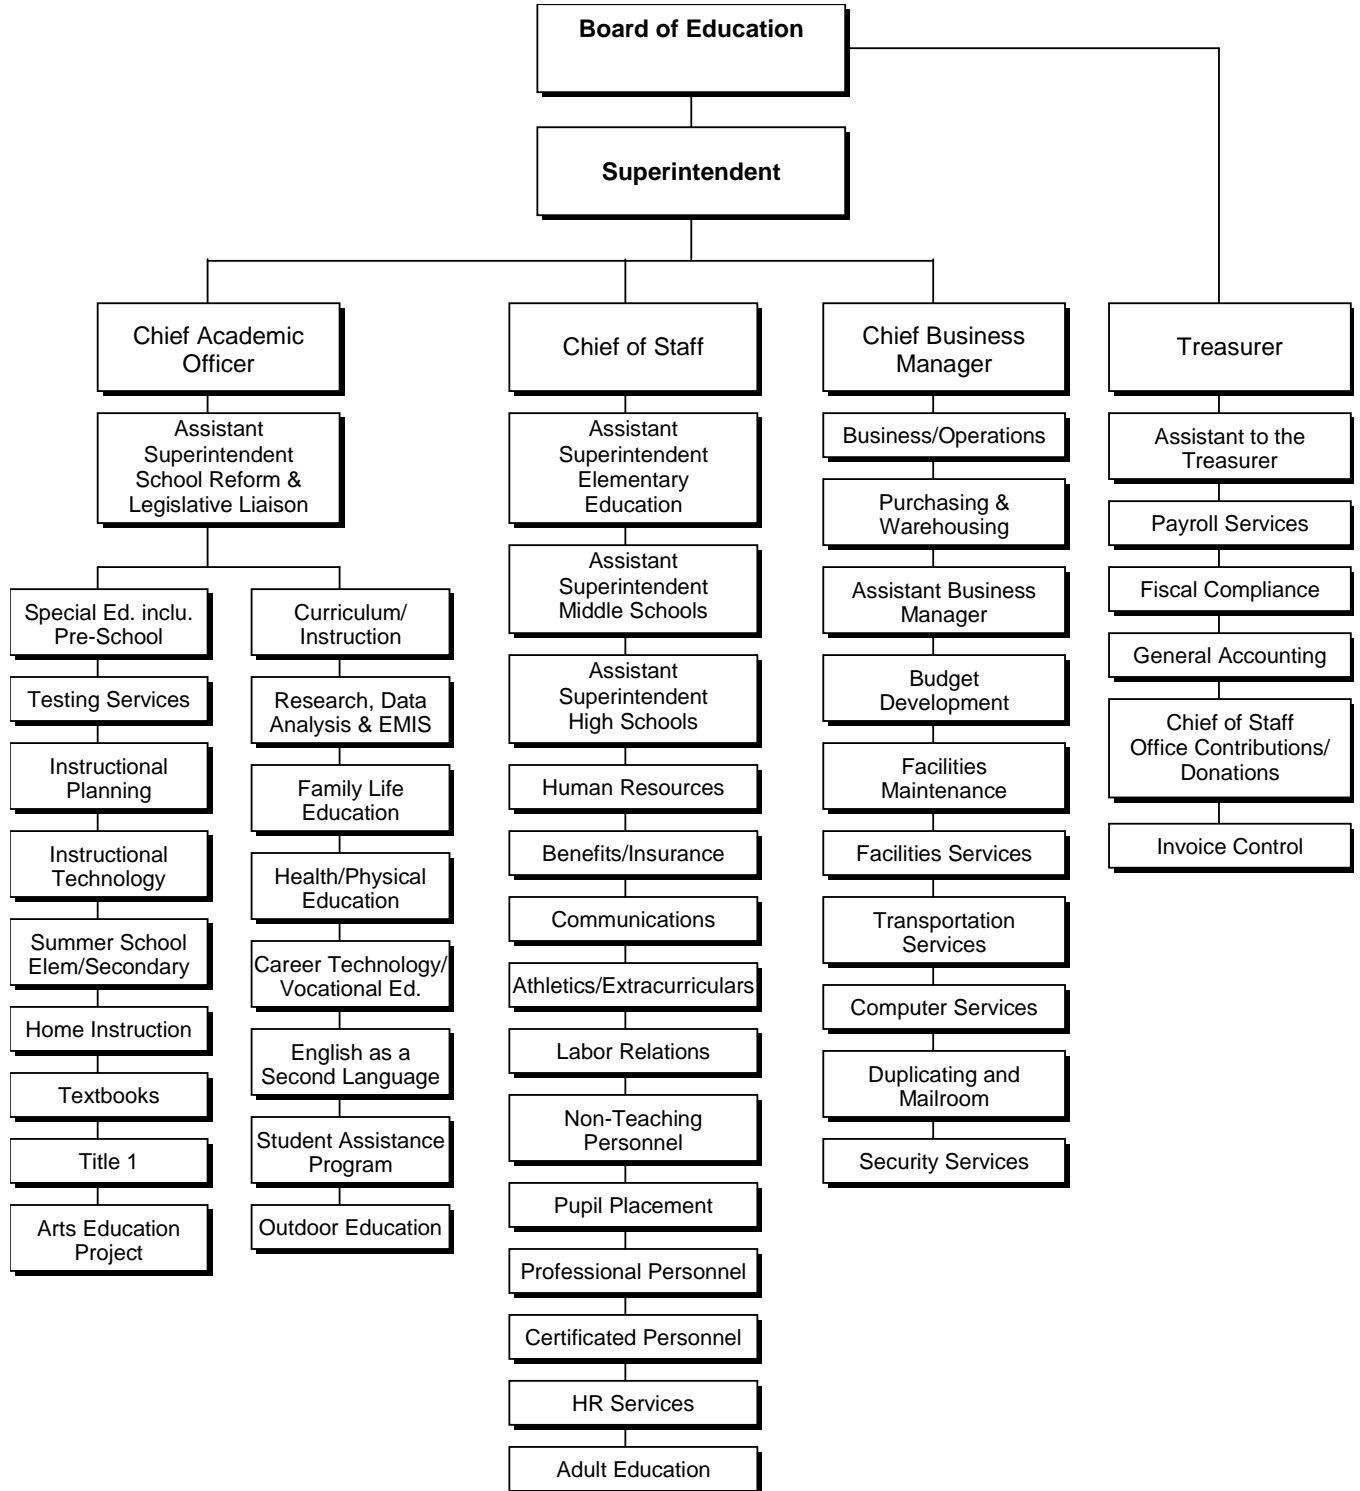 Board of Education
Superintendent
Chief Academic
Officer
Chief of Staff
Chief Business
Manager
Treasurer
Assistant
Superintendent
School Reform &
Legislative Liaison
Special Ed. inclu.
Pre-School
Testing Services
Instructional
Planning
Instructional
Technology
Summer School
Elem/Secondary
Home Instruction
Textbooks
Title 1
Arts Education
Project
Curriculum/
Instruction
Research, Data
Analysis & EMIS
Family Life
Education
Health/Physical
Education
Career Technology/
Vocational Ed.
English as a
Second Language
Student Assistance
Program
Outdoor Education
Assistant
Superintendent
Elementary
Education
Assistant
Superintendent
Middle Schools
Assistant
Superintendent
High Schools
Human Resources
Benefits/Insurance
Communications
Athletics/Extracurriculars
Labor Relations
Non-Teaching
Personnel
Pupil Placement
Professional Personnel
Certificated Personnel
HR Services
Adult Education
Business/Operations
Purchasing &
Warehousing
Assistant Business
Manager
Budget
Development
Facilities
Maintenance
Facilities Services
Transportation
Services
Computer Services
Duplicating and
Mailroom
Security Services
Assistant to the
Treasurer
Payroll Services
Fiscal Compliance
General Accounting
Chief of Staff
Office Contributions/
Donations
Invoice Control